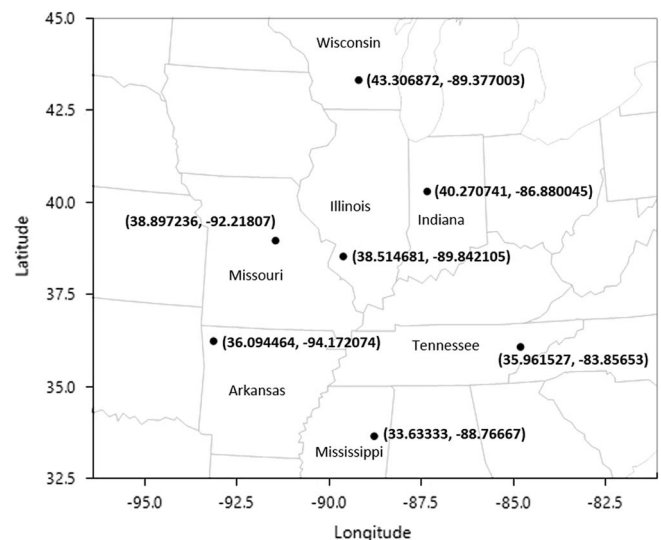 45.0
Wisconsin
(43.306872, -89.377003)
42.5
40.0
(40.270741, -86.880045)
Illinois
Indiana
(38.897236, -92.21807)
(38.514681, -89.842105)
Missouri
Latitude
37.5
(36.094464, -94.172074)
Tennessee
(35.961527, -83.85653)
35.0
Arkansas
(33.63333, -88.76667)
Mississippi
32.5
-95.0 -92.5 -90.0 -87.5 -85.0 -82.5
Longitude